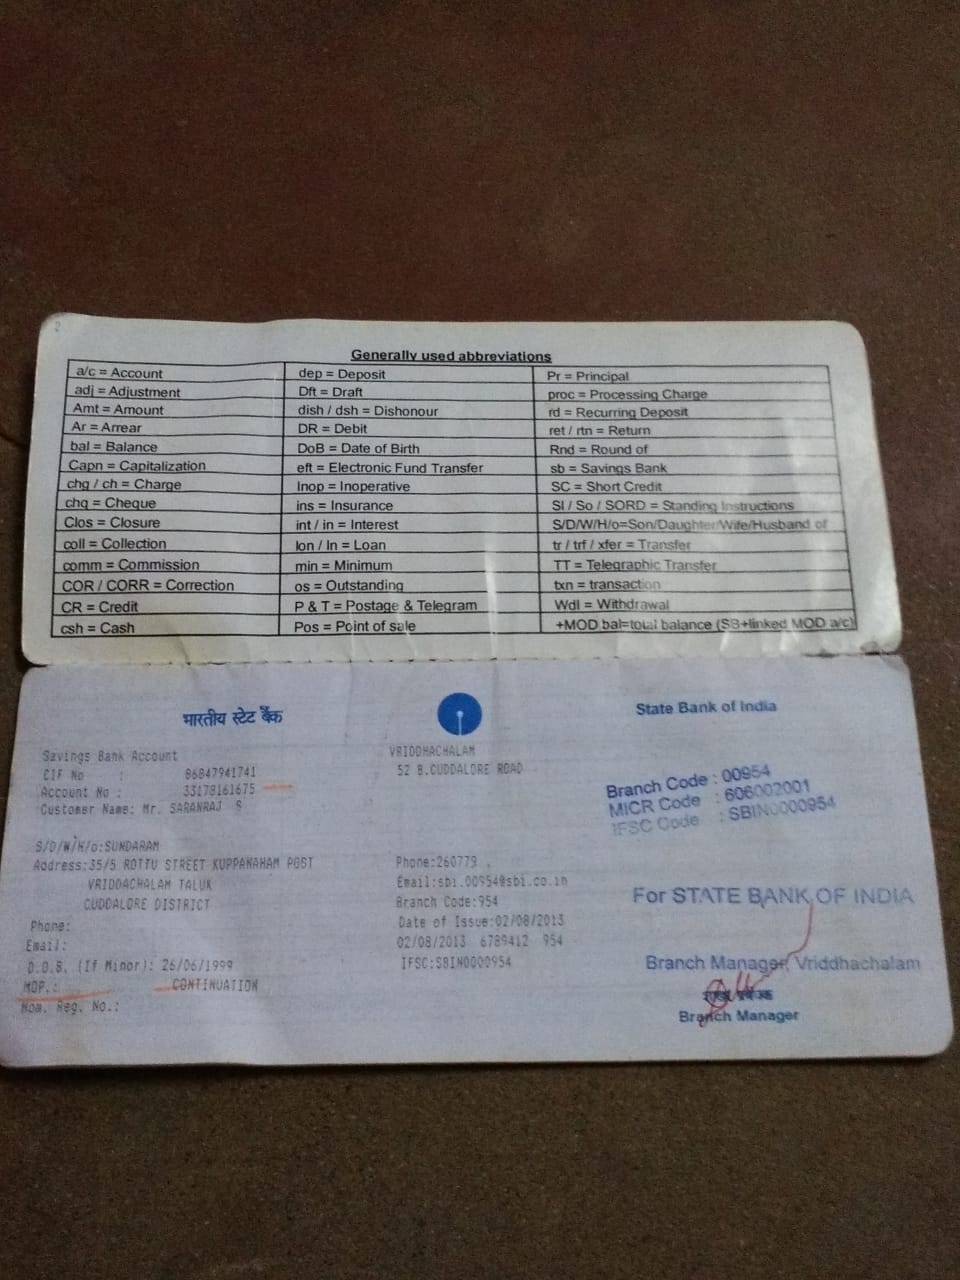 2
Generally used abbreviations
a/c = Account
adj = Adjustment
Amt = Amount
Ar = Arrear
bal = Balance
Capn = Capitalization
chg / ch = Charge
chq = Cheque
Clos = Closure
coll = Collection
comm = Commission
COR / CORR = Correction
CR = Credit
csh = Cash
dep = Deposit
Dft = Draft
dish / dsh = Dishonour
DR = Debit
DoB = Date of Birth
eft = Electronic Fund Transfer
Inop = Inoperative
ins = Insurance
int / in = Interest
lon / ln = Loan
min = Minimum
os = Outstanding
P & T = Postage & Telegram
Pos = Point of sale
Pr = Principal
proc = Processing Charge
rd = Recurring Deposit
ret / rtn = Return
Rnd = Round of
sb = Savings Bank
SC = Short Credit
SI / So / SORD = Standing Instructions
S/D/W/H/o=Son/Daughter/Wife/Husband of
tr / trf / xfer = Transfer
TT = Telegraphic Transfer
txn = transaction
Wdl = Withdrawal
+MOD bal=total balance (SB+linked MOD a/c)
भारतीय स्टेट बैंक
State Bank of India
Savings Bank Account
CIF No : 86847941741
Account No : 33178161675
Customer Name: Mr. SARANRAJ S
S/D/W/H/o:SUNDARAM
Address:35/5 ROTTU STREET KUPPANAHAM POST
VRIDDACHALAM TALUK
CUDDALORE DISTRICT
Phone:
Email:
D.O.B. (If Minor): 26/06/1999
MOP.: CONTINUATION
Nom. Reg. No.:
VRIDDHACHALAM
52 B.CUDDALORE ROAD
Phone:260779 .
Email:sbi.00954@sbi.co.in
Branch Code:954
Date of Issue:02/08/2013
02/08/2013 6789412 954
IFSC:SBIN0000954
Branch Code : 00954
MICR Code : 606002001
IFSC Code : SBIN0000954
For STATE BANK OF INDIA
Branch Manager, Vriddhachalam
Branch Manager